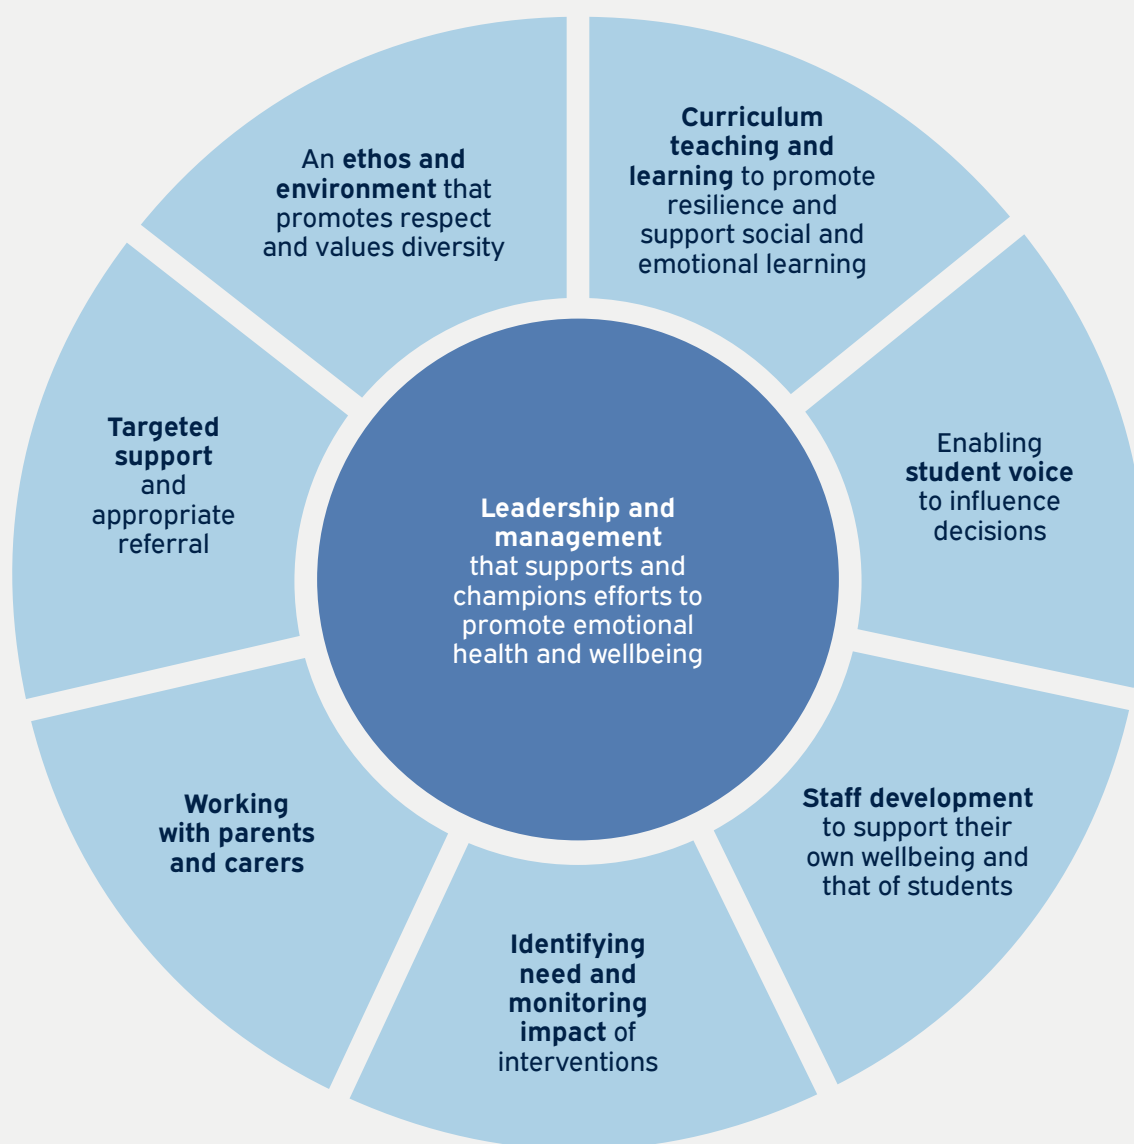 An ethos and
environment that
promotes respect
and values diversity
Curriculum
teaching and
learning to promote
resilience and
support social and
emotional learning
Enabling
student voice
to influence
decisions
Staff development
to support their
own wellbeing and
that of students
Identifying
need and
monitoring
impact of
interventions
Working
with parents
and carers
Targeted
support
and
appropriate
referral
Leadership and
management
that supports and
champions efforts to
promote emotional
health and wellbeing